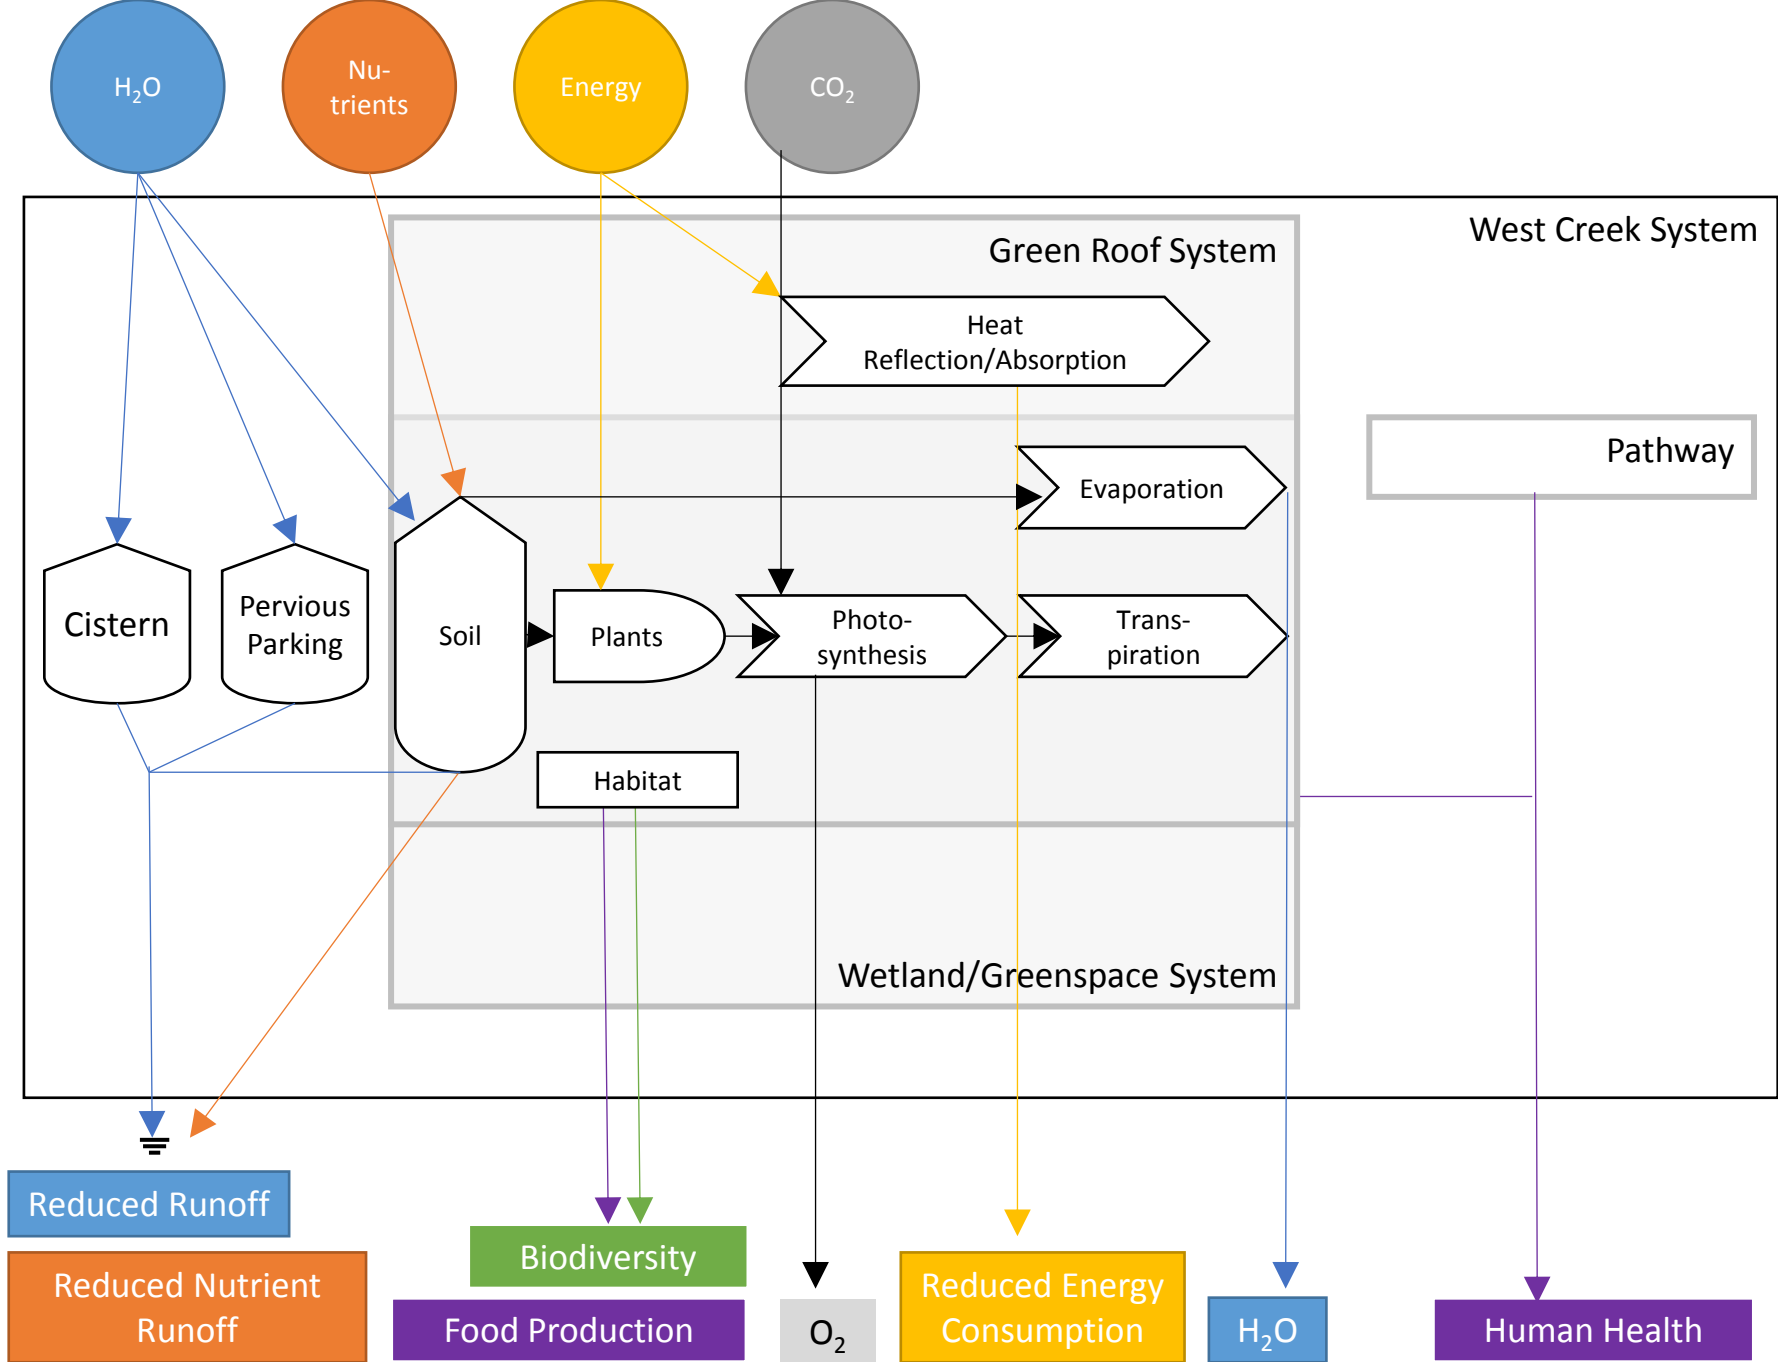 H₂O
Nu-
trients
Energy
CO₂
West Creek System
Green Roof System
Heat
Reflection/Absorption
Pathway
Evaporation
Cistern
Pervious
Parking
Soil
Plants
Photo-
synthesis
Trans-
piration
Habitat
Wetland/Greenspace System
Reduced Runoff
Reduced Nutrient
Runoff
Biodiversity
Food Production
O₂
Reduced Energy
Consumption
H₂O
Human Health